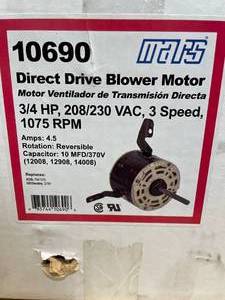 10690
mars
Direct Drive Blower Motor
Motor Ventilador de Transmisión Directa
3/4 HP, 208/230 VAC, 3 Speed,
1075 RPM
Amps: 4.5
Rotation: Reversible
Capacitor: 10 MFD/370V
(12008, 12908, 14008)
Replaces: